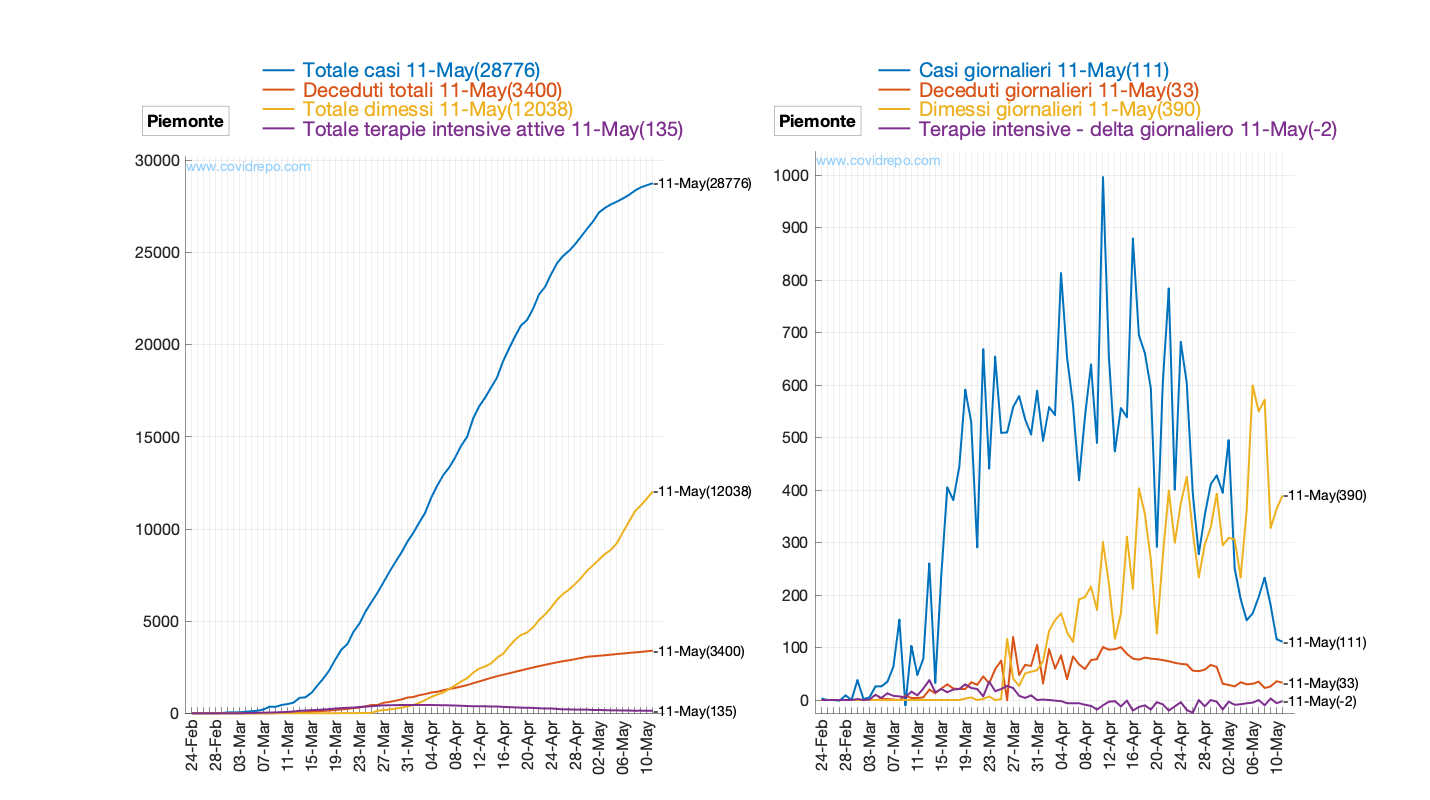 Totale casi 11-May(28776)
Deceduti totali 11-May(3400)
Totale dimessi 11-May(12038)
Totale terapie intensive attive 11-May(135)
Piemonte
www.covidrepo.com
30000
25000
20000
15000
10000
5000
0
11-May(28776)
11-May(12038)
11-May(3400)
11-May(135)
24-Feb
28-Feb
03-Mar
07-Mar
11-Mar
15-Mar
19-Mar
23-Mar
27-Mar
31-Mar
04-Apr
08-Apr
12-Apr
16-Apr
20-Apr
24-Apr
28-Apr
02-May
06-May
10-May
Casi giornalieri 11-May(111)
Deceduti giornalieri 11-May(33)
Dimessi giornalieri 11-May(390)
Terapie intensive - delta giornaliero 11-May(-2)
Piemonte
www.covidrepo.com
1000
900
800
700
600
500
400
300
200
100
0
11-May(390)
11-May(111)
11-May(33)
11-May(-2)
24-Feb
28-Feb
03-Mar
07-Mar
11-Mar
15-Mar
19-Mar
23-Mar
27-Mar
31-Mar
04-Apr
08-Apr
12-Apr
16-Apr
20-Apr
24-Apr
28-Apr
02-May
06-May
10-May